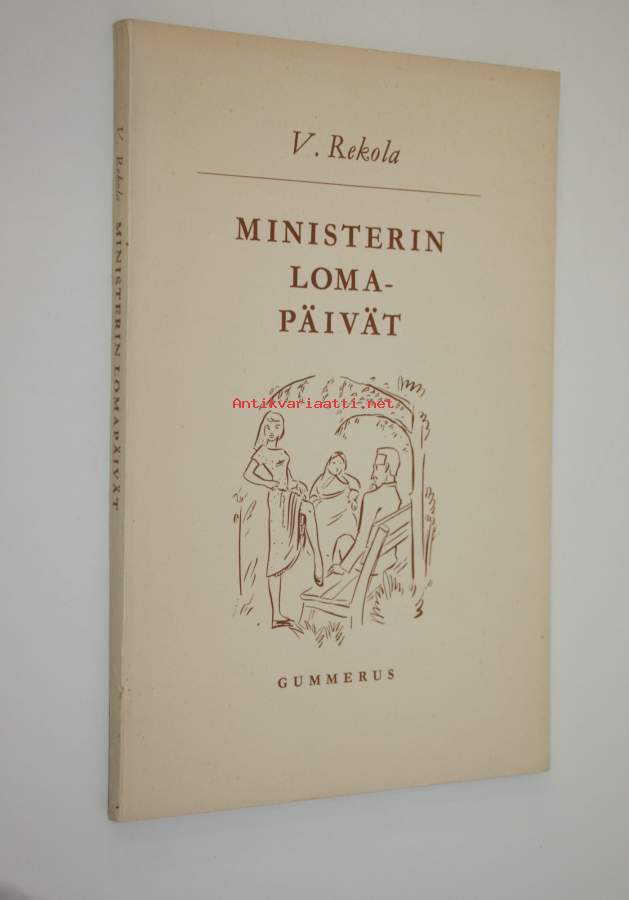 V. Rekola
MINISTERIN
LOMA-
PÄIVÄT
Antikvariaatti.net
GUMMERUS
V. Rekola MINISTERIN LOMAPÄIVÄT